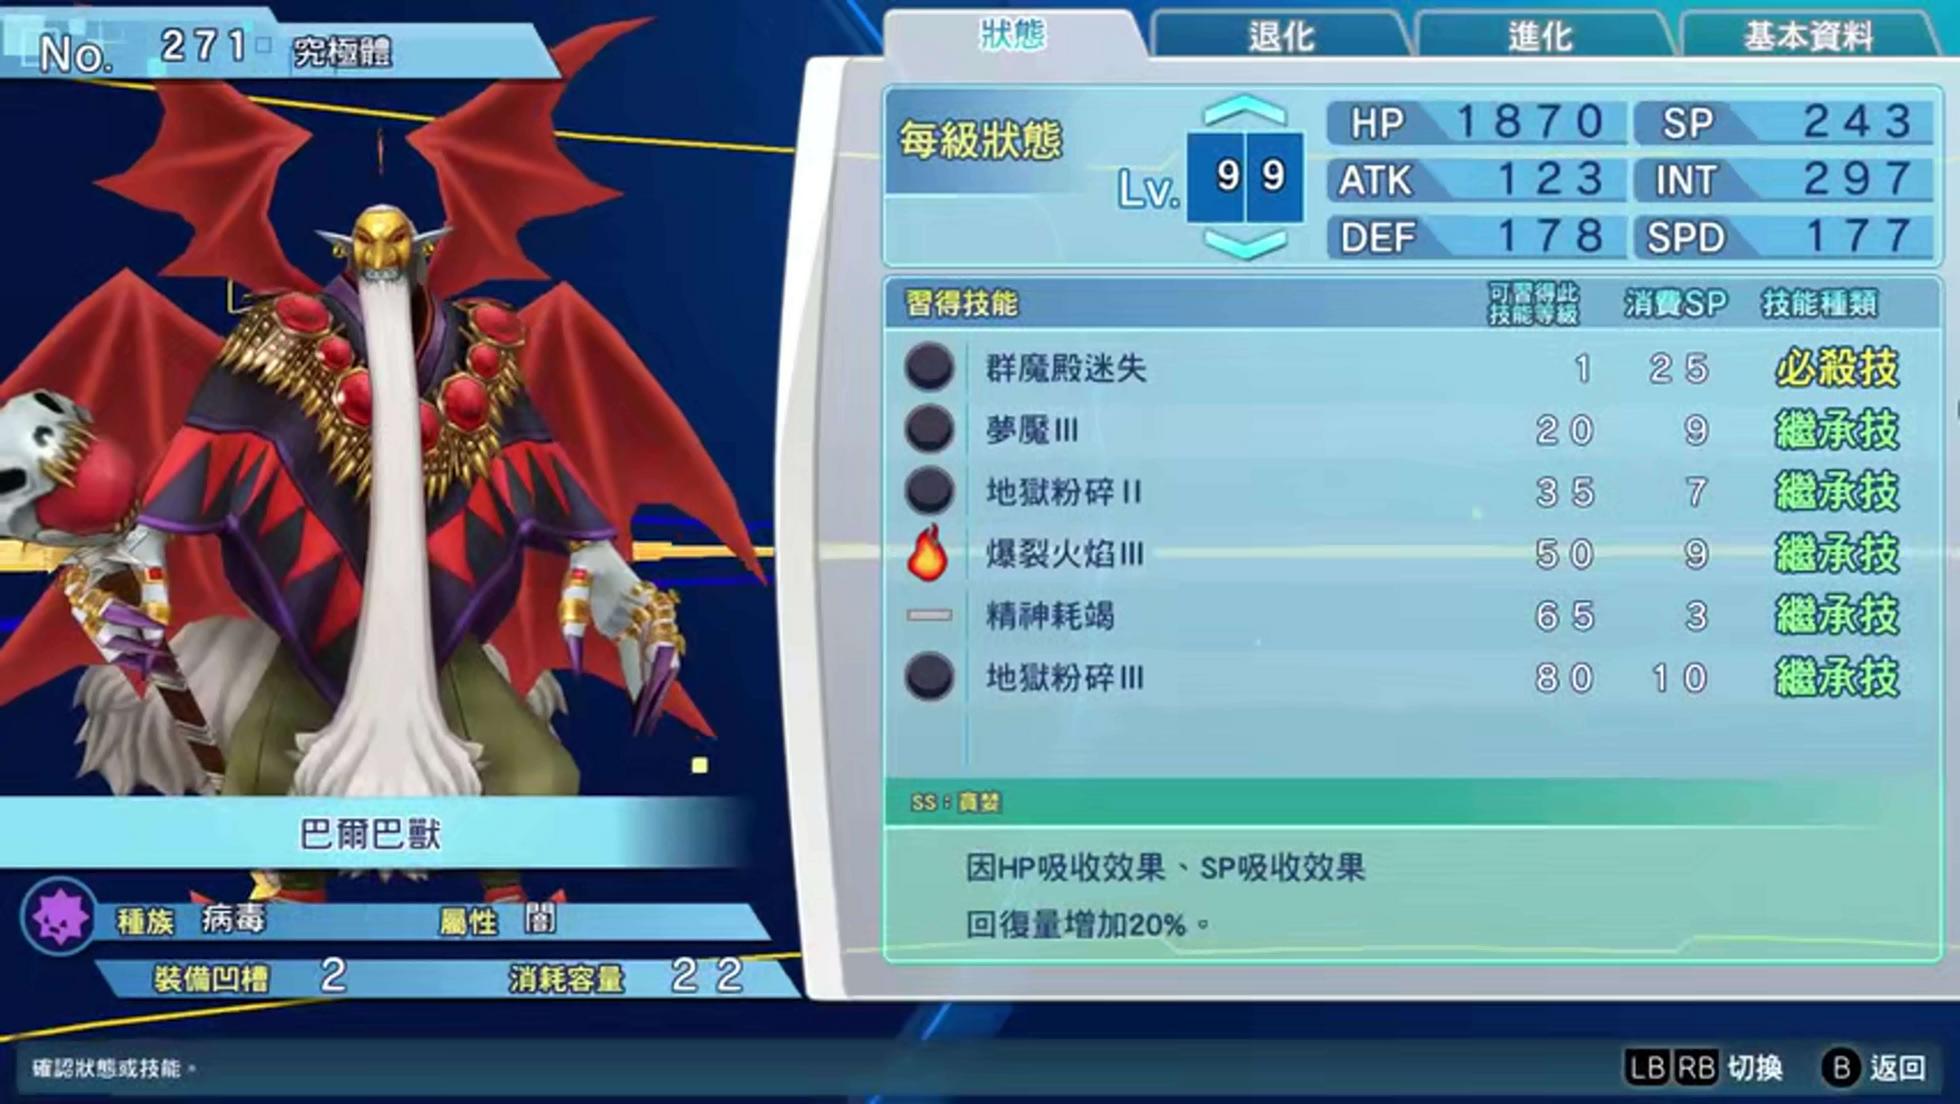 No. 271 究極體
狀態 退化 進化 基本資料
每級狀態
Lv. 99
HP 1870 SP 243
ATK 123 INT 297
DEF 178 SPD 177
習得技能 可習得此技能等級 消費SP 技能種類
群魔殿迷失 1 25 必殺技
夢魘III 20 9 繼承技
地獄粉碎II 35 7 繼承技
爆裂火焰III 50 9 繼承技
精神耗竭 65 3 繼承技
地獄粉碎III 80 10 繼承技
SS：貪婪
因HP吸收效果、SP吸收效果
回復量增加20%。
巴爾巴獸
種族 病毒 屬性 闇
裝備凹槽 2 消耗容量 22
確認狀態或技能。
LB RB 切換 B 返回